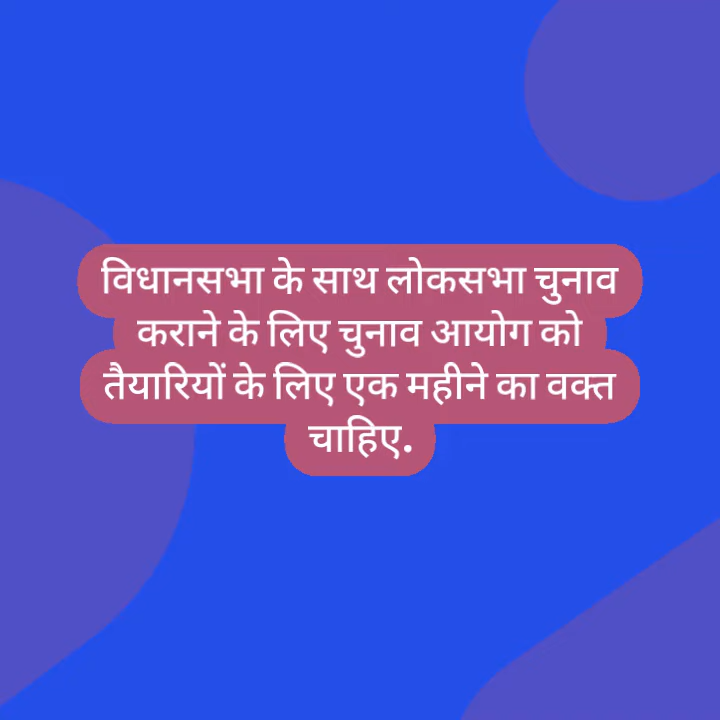 विधानसभा के साथ लोकसभा चुनाव
कराने के लिए चुनाव आयोग को
तैयारियों के लिए एक महीने का वक्त
चाहिए.